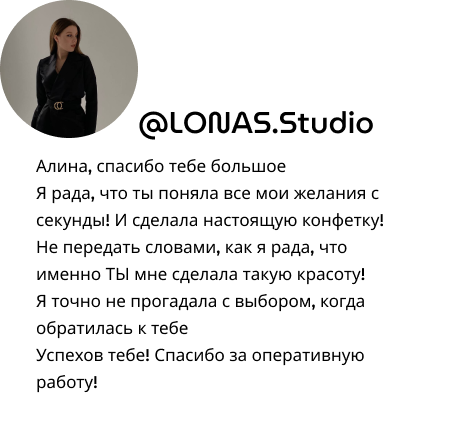 @LONAS.Studio
Алина, спасибо тебе большое
Я рада, что ты поняла все мои желания с
секунды! И сделала настоящую конфетку!
Не передать словами, как я рада, что
именно ТЫ мне сделала такую красоту!
Я точно не прогадала с выбором, когда
обратилась к тебе
Успехов тебе! Спасибо за оперативную
работу!